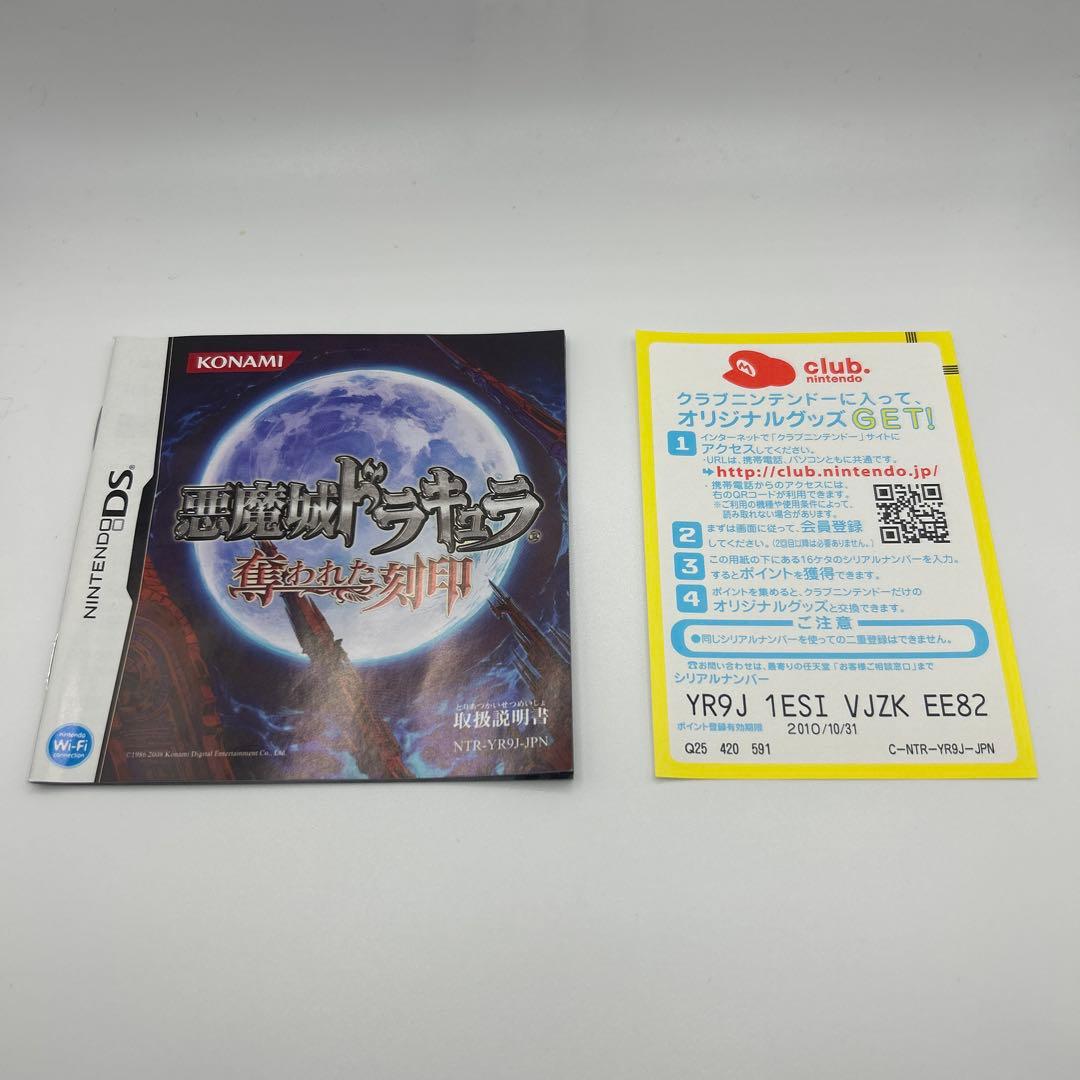 KONAMI
NINTENDO DS
悪魔城ドラキュラ
奪われた刻印
とりあつかいせつめいしょ
取扱説明書
NTR-YR9J-JPN
Nintendo
Wi-Fi
connection
©1986 2008 Konami Digital Entertainment Co., Ltd.
club.
nintendo
クラブニンテンドーに入って、
オリジナルグッズGET!
1 インターネットで「クラブニンテンドー」サイトに
アクセスしてください。
・URLは、携帯電話、パソコンともに共通です。
http://club.nintendo.jp/
・携帯電話からのアクセスには、
右のQRコードが利用できます。
※ご利用の機種や使用条件によって、
読み取れない場合があります。
2 まずは画面に従って、会員登録
してください。(2回目以降は必要ありません。)
3 この用紙の下にある16ケタのシリアルナンバーを入力。
するとポイントを獲得できます。
4 ポイントを集めると、クラブニンテンドーだけの
オリジナルグッズと交換できます。
ご注意
●同じシリアルナンバーを使っての二重登録はできません。
☎お問い合わせは、最寄りの任天堂「お客様ご相談窓口」まで
シリアルナンバー
YR9J 1ESI VJZK EE82
ポイント登録有効期限 2010/10/31
Q25 420 591 C-NTR-YR9J-JPN